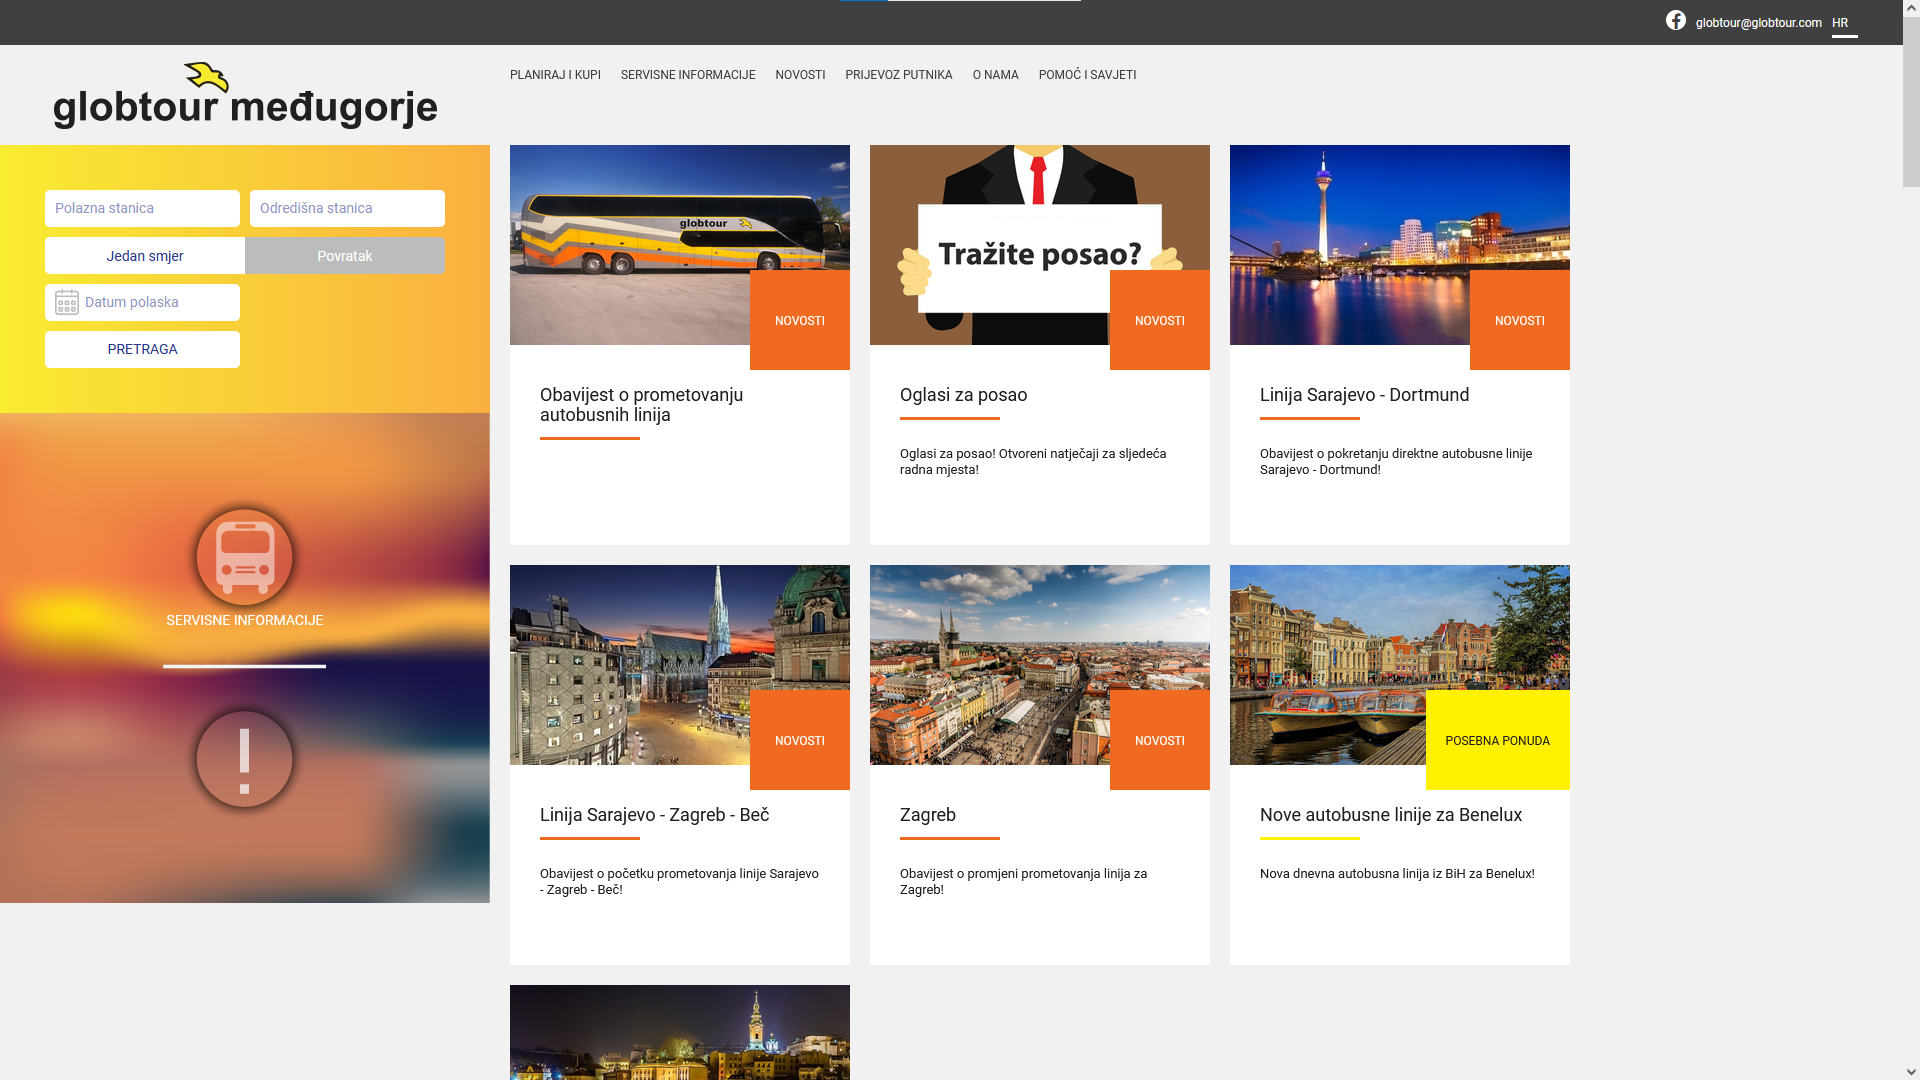 globtour@globtour.com HR
globtour međugorje
PLANIRAJ I KUPI SERVISNE INFORMACIJE NOVOSTI PRIJEVOZ PUTNIKA O NAMA POMOĆ I SAVJETI
Polazna stanica Odredišna stanica
Jedan smjer Povratak
Datum polaska
PRETRAGA
SERVISNE INFORMACIJE
!
globtour
NOVOSTI
Obavijest o prometovanju
autobusnih linija
Tražite posao?
NOVOSTI
Oglasi za posao
Oglasi za posao! Otvoreni natječaji za sljedeća
radna mjesta!
NOVOSTI
Linija Sarajevo - Dortmund
Obavijest o pokretanju direktne autobusne linije
Sarajevo - Dortmund!
NOVOSTI
Linija Sarajevo - Zagreb - Beč
Obavijest o početku prometovanja linije Sarajevo
- Zagreb - Beč!
NOVOSTI
Zagreb
Obavijest o promjeni prometovanja linija za
Zagreb!
POSEBNA PONUDA
Nove autobusne linije za Benelux
Nova dnevna autobusna linija iz BiH za Benelux!